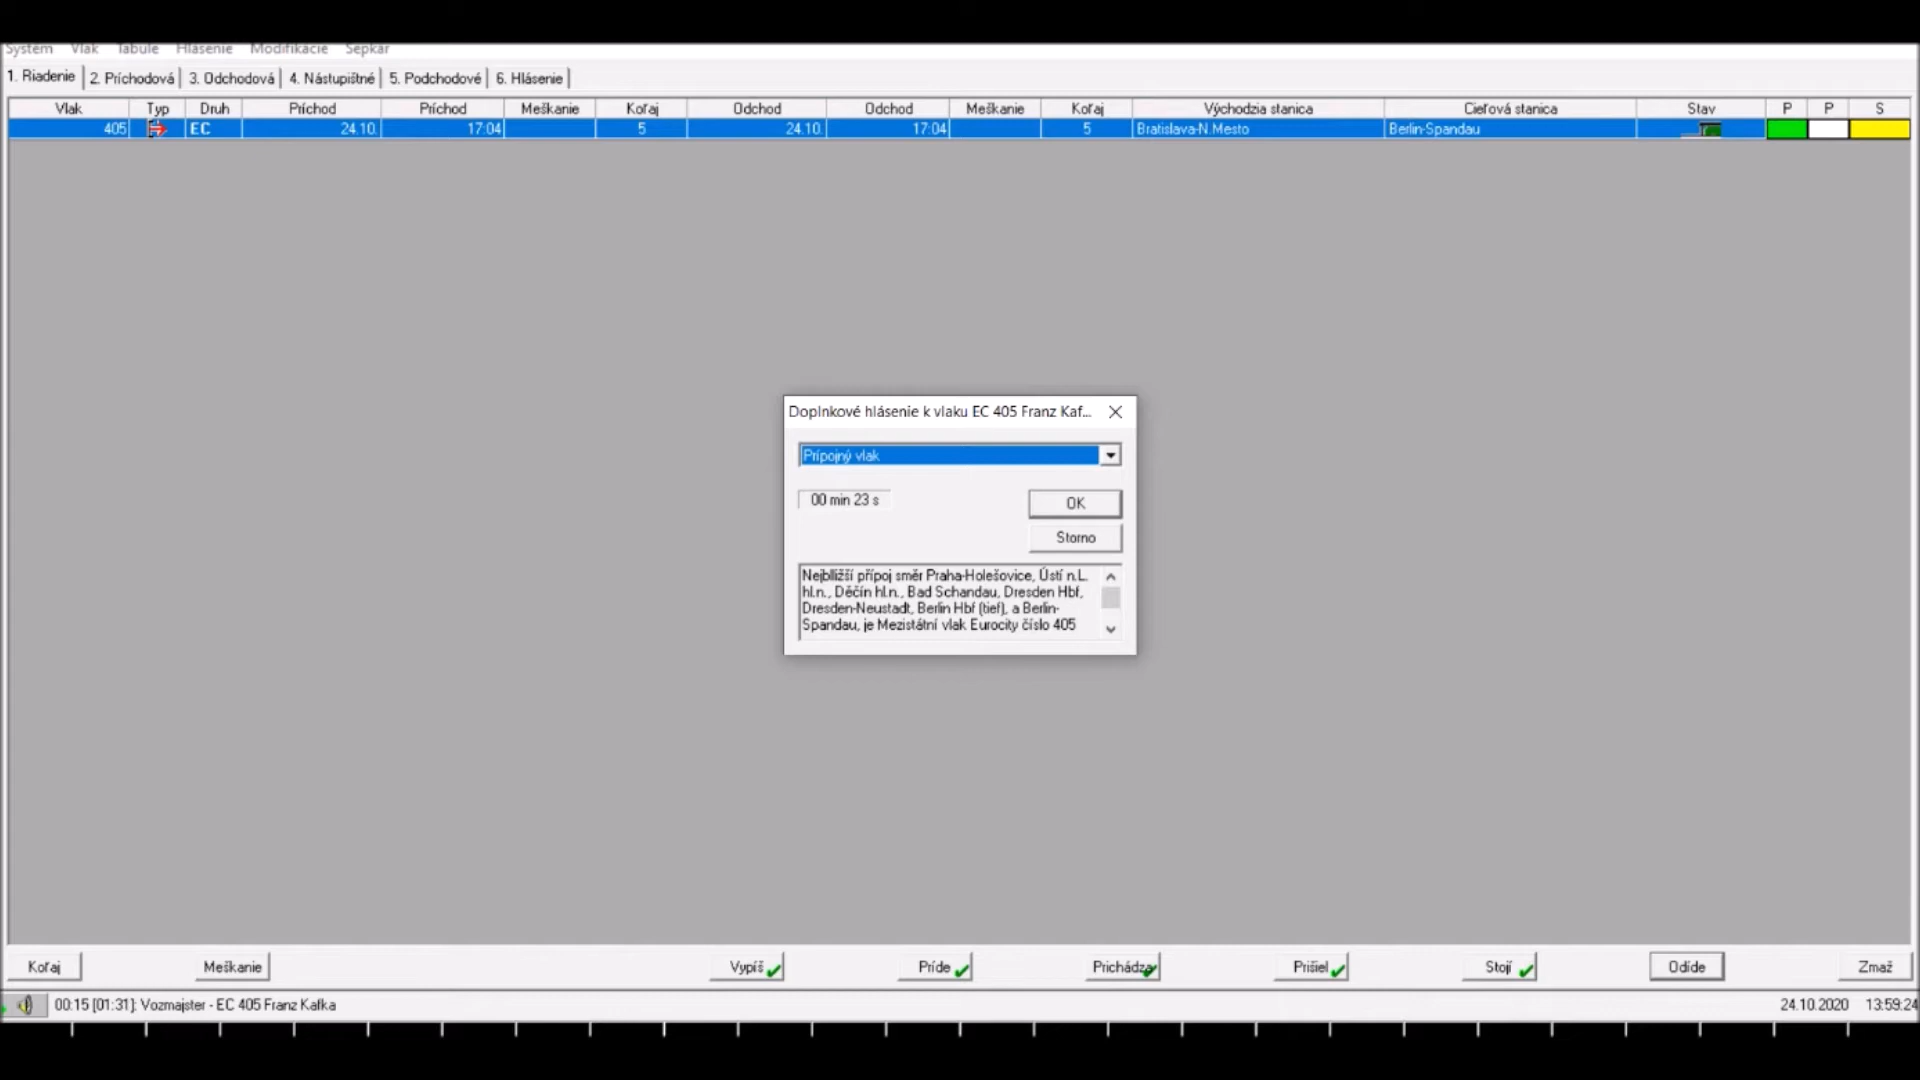 Systém Vlak Tabule Hlásenie Modifikácie Sepkar
1. Riadenie 2. Príchodová 3. Odchodová 4. Nástupištné 5. Podchodové 6. Hlásenie
Vlak Typ Druh Príchod Príchod Meškanie Koľaj Odchod Odchod Meškanie Koľaj Východzia stanica Cieľová stanica Stav P P S
405 EC 24.10. 17:04 5 24.10. 17:04 5 Bratislava-N.Mesto Berlin-Spandau
Doplnkové hlásenie k vlaku EC 405 Franz Kaf...
Prípojný vlak
00 min 23 s
OK
Storno
Nejbližší přípoj směr Praha-Holešovice, Ústí n.L.
hl.n., Děčín hl.n., Bad Schandau, Dresden Hbf,
Dresden-Neustadt, Berlin Hbf (tief), a Berlin-
Spandau, je Mezistátní vlak Eurocity číslo 405
Koľaj Meškanie Vypíš Príde Prichádza Prišiel Stojí Odíde Zmaž
00:15 [01:31]: Vozmajster - EC 405 Franz Kafka 24.10.2020 13:59:24